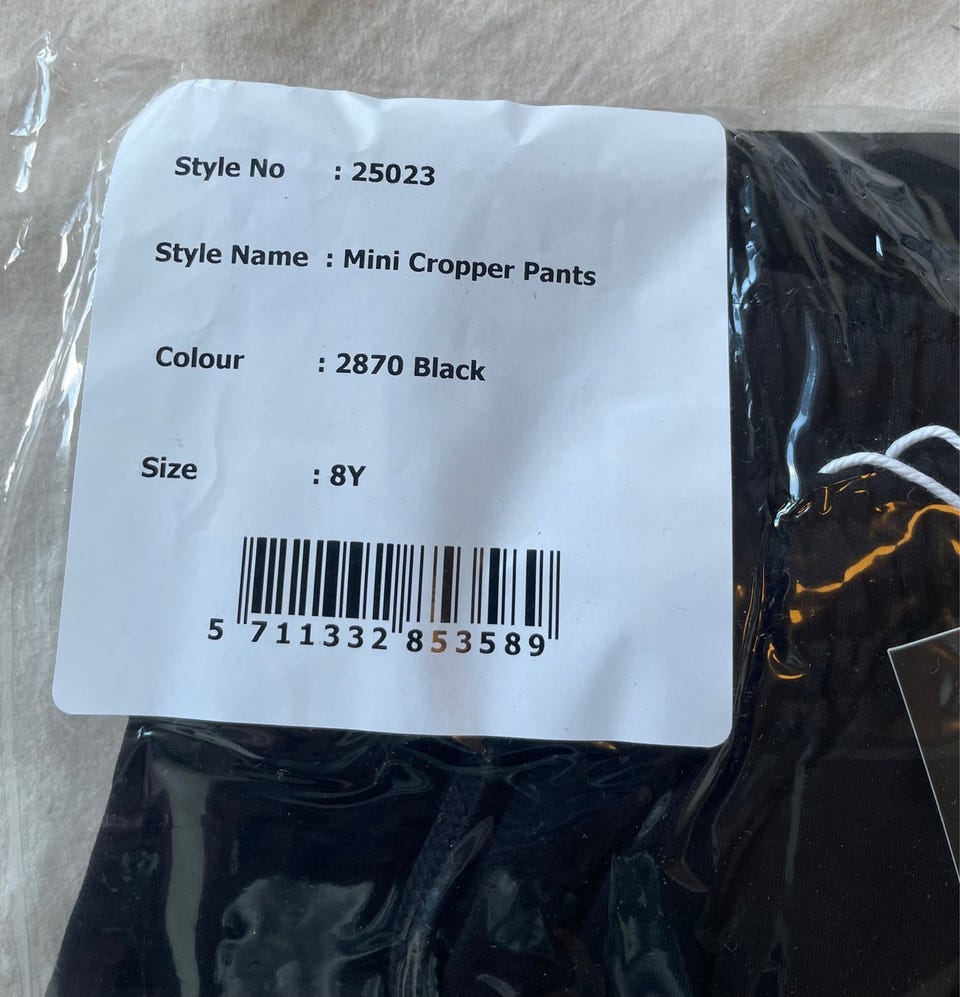 Style No : 25023
Style Name : Mini Cropper Pants
Colour : 2870 Black
Size : 8Y
5 711332 853589